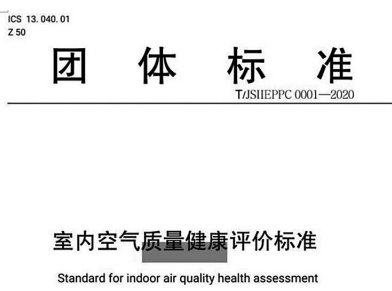 ICS 13.040.01
Z 50
团体标准
T/JSIIEPPC 0001—2020
室内空气质量健康评价标准
Standard for indoor air quality health assessment